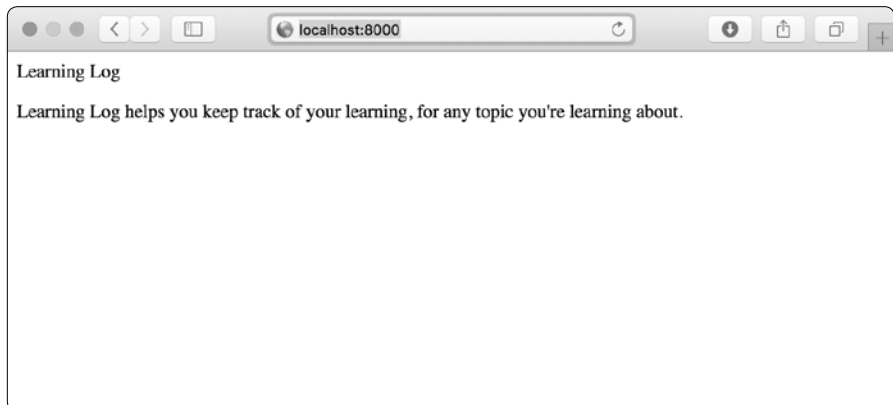 localhost:8000
Learning Log
Learning Log helps you keep track of your learning, for any topic you're learning about.